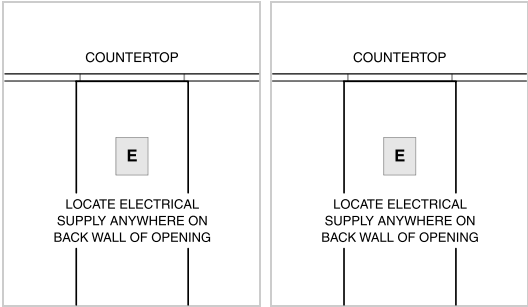 COUNTERTOP
E
LOCATE ELECTRICAL
SUPPLY ANYWHERE ON
BACK WALL OF OPENING
COUNTERTOP
E
LOCATE ELECTRICAL
SUPPLY ANYWHERE ON
BACK WALL OF OPENING